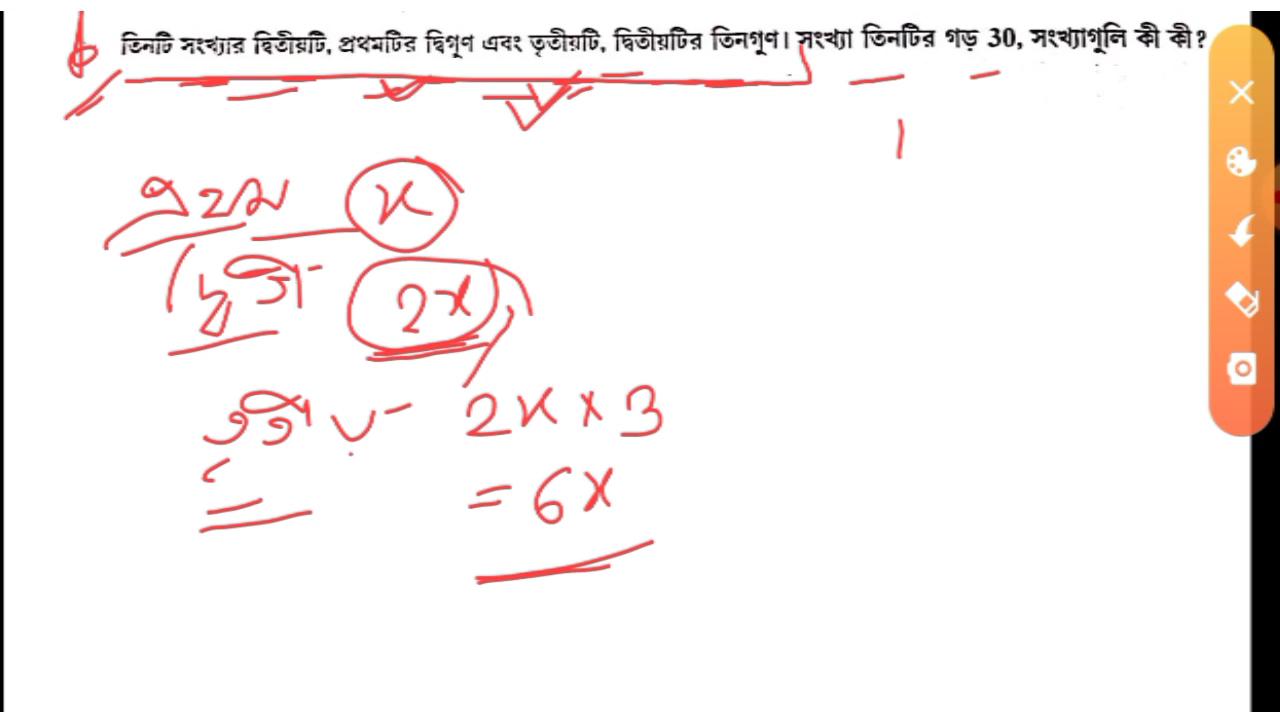 তিনটি সংখ্যার দ্বিতীয়টি, প্রথমটির দ্বিগুণ এবং তৃতীয়টি, দ্বিতীয়টির তিনগুণ। সংখ্যা তিনটির গড় 30, সংখ্যাগুলি কী কী?
প্রথম x
দ্বিতী 2x
তৃতীয় - 2x × 3
= 6x